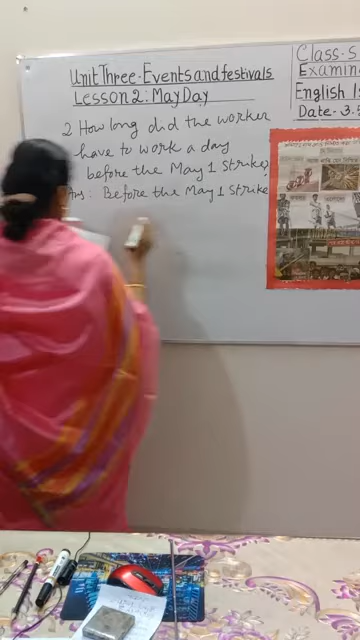 Unit Three-Events and festivals
Lesson 2: May Day
2 How long did the worker
have to work a day
before the May 1 Strike?
Ans: Before the May 1 Strike
Class-5
Examin
English
Date-3.5